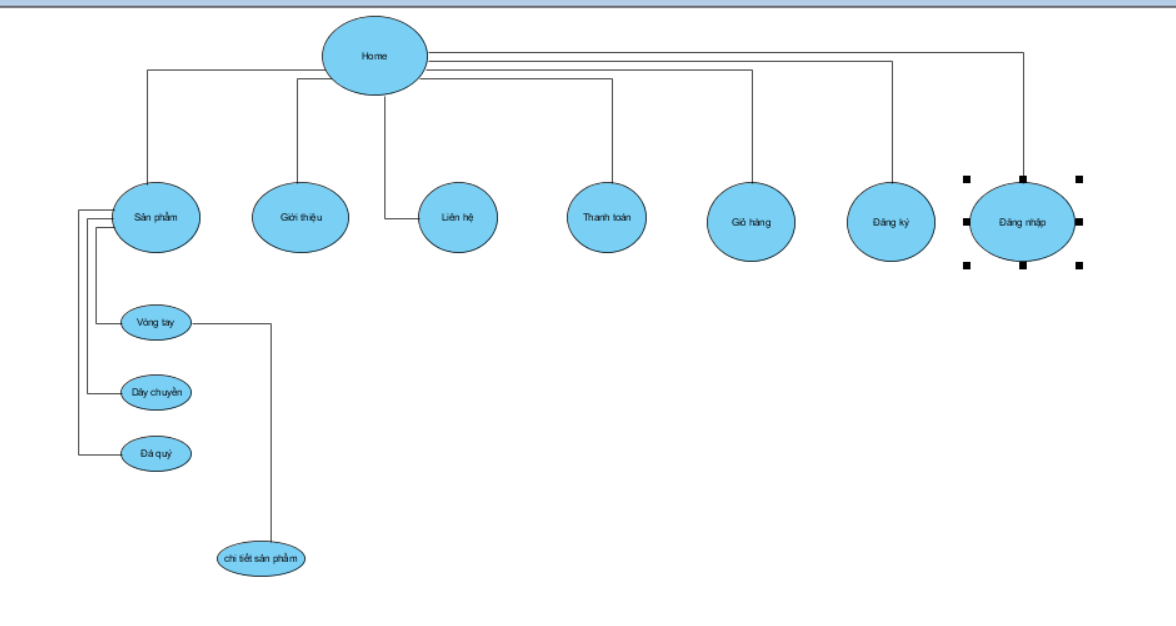 Home
Sản phẩm
Giới thiệu
Liên hệ
Thanh toán
Giỏ hàng
Đăng ký
Đăng nhập
Vòng tay
Dây chuyền
Đá quý
chi tiết sản phẩm